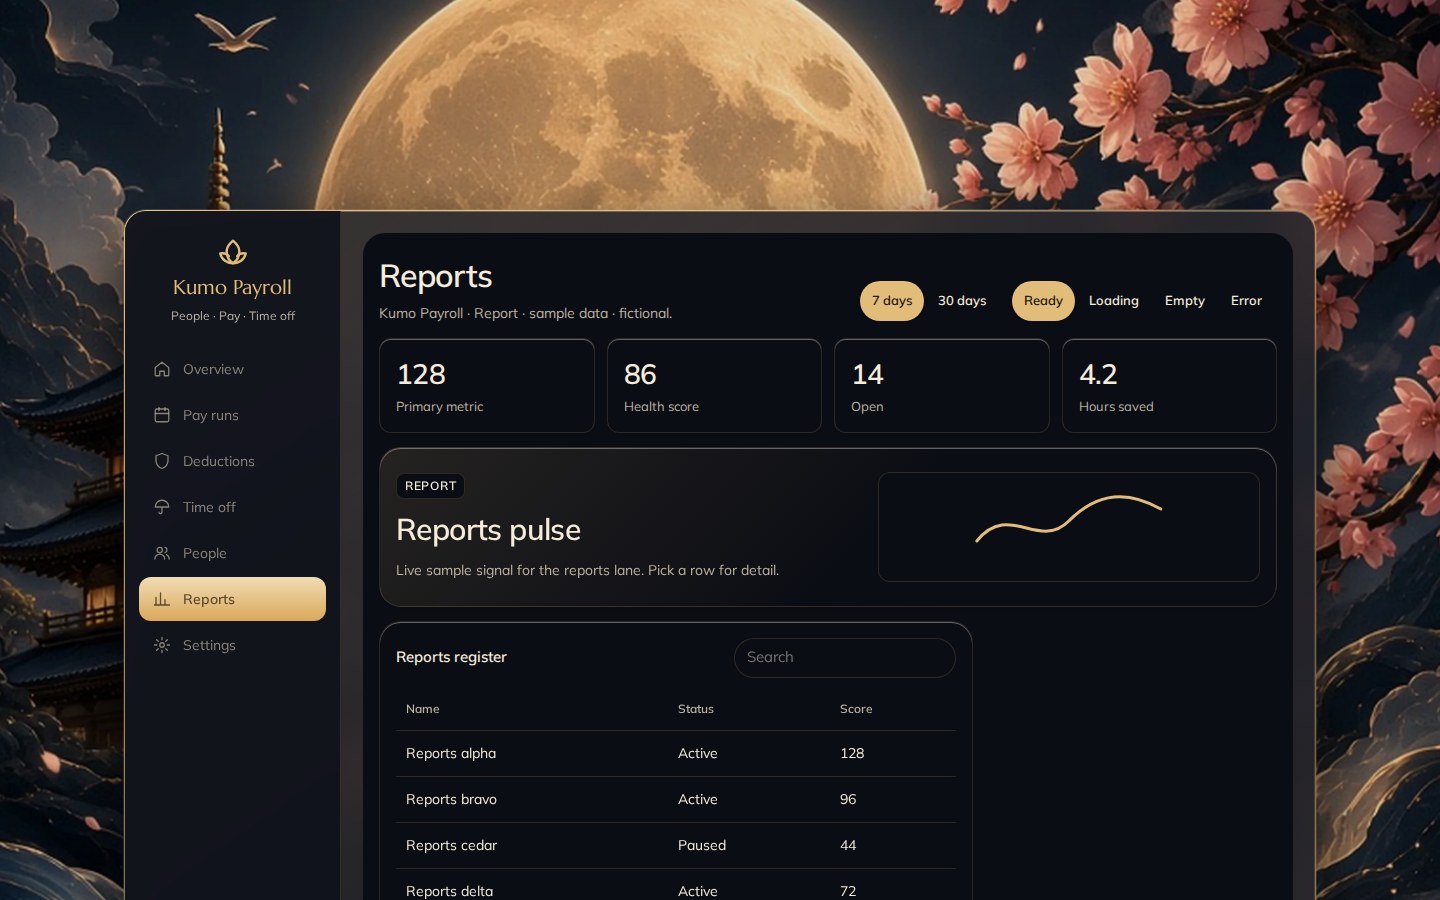 Kumo Payroll
People · Pay · Time off
Overview
Pay runs
Deductions
Time off
People
Reports
Settings
Reports
Kumo Payroll · Report · sample data · fictional.
7 days 30 days Ready Loading Empty Error
128 86 14 4.2
Primary metric Health score Open Hours saved
REPORT
Reports pulse
Live sample signal for the reports lane. Pick a row for detail.
Reports register Search
Name Status Score
Reports alpha Active 128
Reports bravo Active 96
Reports cedar Paused 44
Reports delta Active 72